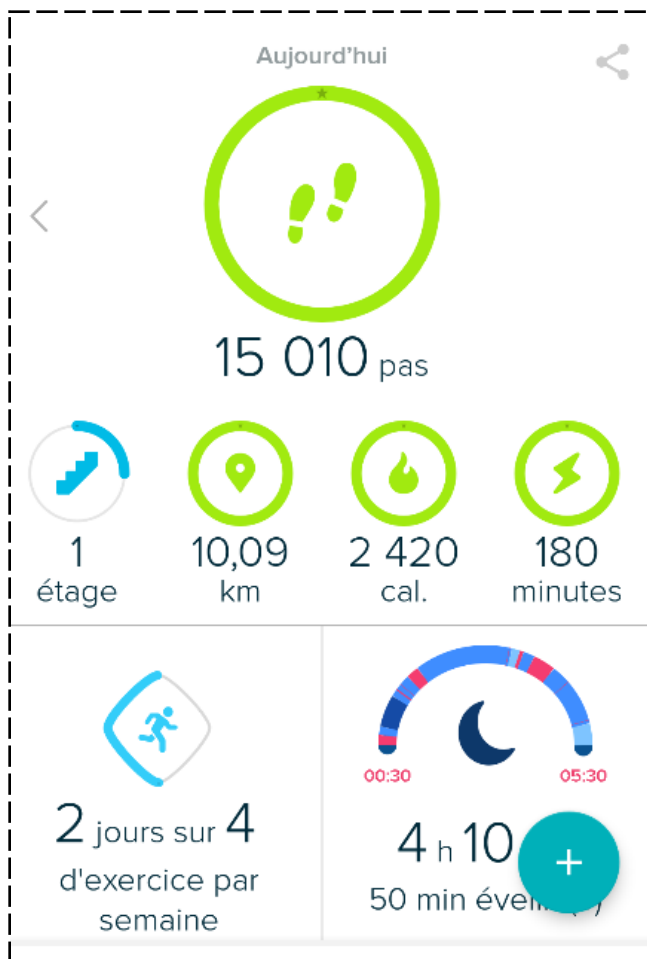 Aujourd'hui
15 010 pas
1
étage
10,09
km
2 420
cal.
180
minutes
00:30
05:30
2 jours sur 4
d'exercice par
semaine
4 h 10
50 min